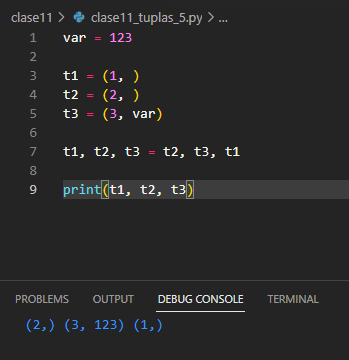 clase11 > clase11_tuplas_5.py > ...
1 var = 123
2
3 t1 = (1, )
4 t2 = (2, )
5 t3 = (3, var)
6
7 t1, t2, t3 = t2, t3, t1
8
9 print(t1, t2, t3)
PROBLEMS OUTPUT DEBUG CONSOLE TERMINAL
(2,) (3, 123) (1,)